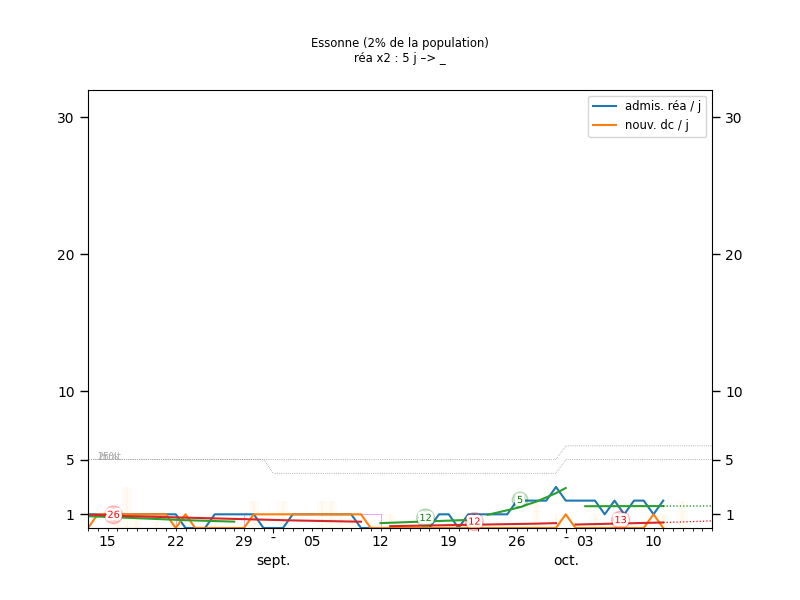 Essonne (2% de la population)
réa x2 : 5 j –> _
admis. réa / j
nouv. dc / j
30 30
20 20
10 10
5 5
1 1
26 12 12 5 13
15 22 29 - 05 12 19 26 - 03 10
sept. oct.